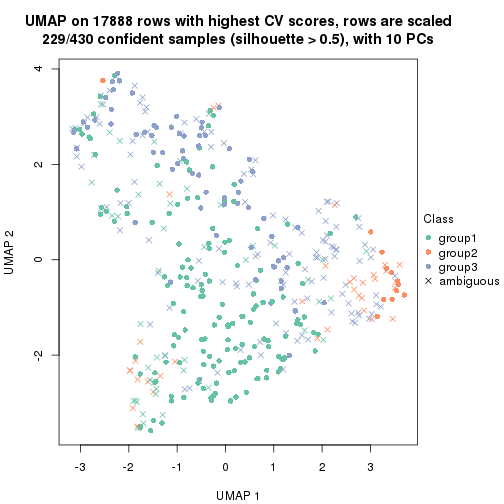 UMAP on 17888 rows with highest CV scores, rows are scaled
229/430 confident samples (silhouette > 0.5), with 10 PCs
4
2
0
-2
UMAP 2
-3 -2 -1 0 1 2 3
UMAP 1
Class
group1
group2
group3
ambiguous